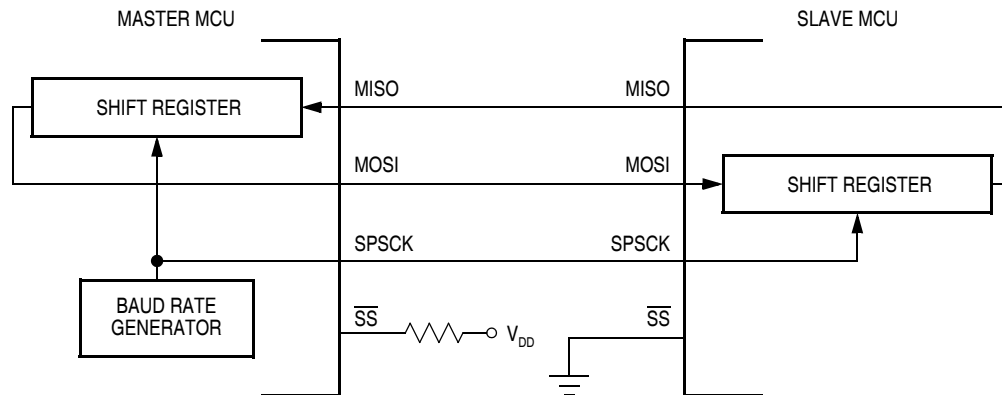 MASTER MCU
SLAVE MCU
SHIFT REGISTER
MISO
MISO
MOSI
MOSI
SHIFT REGISTER
SPSCK
SPSCK
BAUD RATE
GENERATOR
SS
VDD
SS